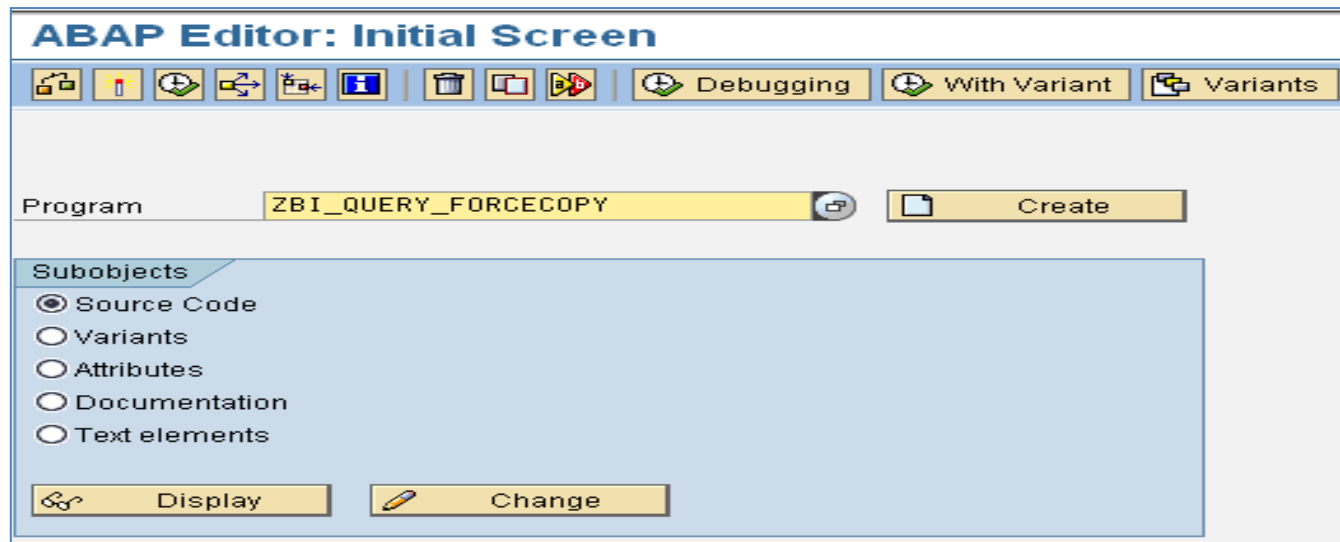 ABAP Editor: Initial Screen
Debugging With Variant Variants
Program ZBI_QUERY_FORCECOPY Create
Subobjects
Source Code
Variants
Attributes
Documentation
Text elements
Display Change